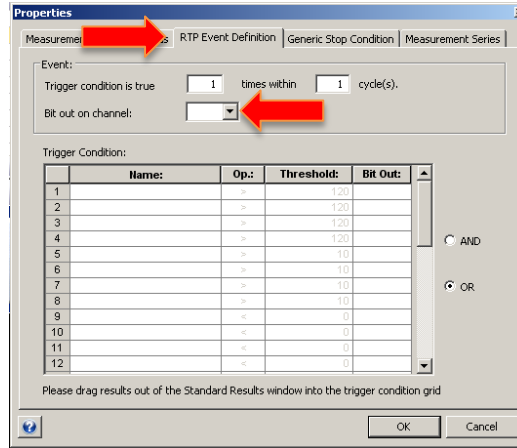 Properties
RTP Event Definition Generic Stop Condition Measurement Series
Event:
Trigger condition is true 1 times within 1 cycle(s).
Bit out on channel:
Trigger Condition:
Name: Op.: Threshold: Bit Out:
1 > 120
2 > 120
3 > 120
4 > 120
5 > 10
6 > 10
7 > 10
8 > 10
9 < 0
10 < 0
11 < 0
12 < 0
AND
OR
Please drag results out of the Standard Results window into the trigger condition grid
? OK Cancel